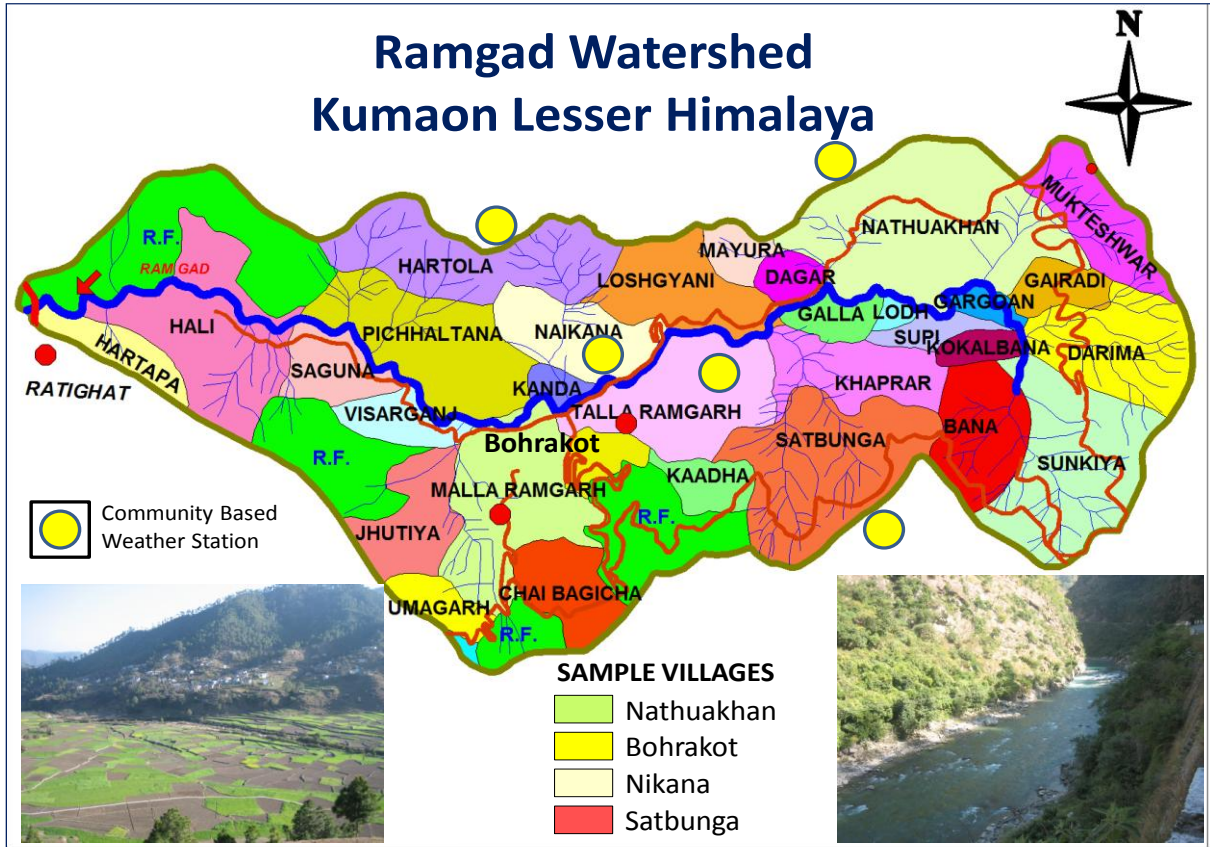 Ramgad Watershed
Kumaon Lesser Himalaya
N
MUKTESHWAR
NATHUAKHAN
R.F.
MAYURA
HARTOLA
RAM GAD
LOSHGYANI
DAGAR
GAIRADI
GARGOAN
GALLA
LODH
HALI
PICHHALTANA
NAIKANA
SUPI
KOKALBANA
DARIMA
HARTAPA
SAGUNA
KANDA
KHAPRAR
RATIGHAT
VISARGANJ
TALLA RAMGARH
BANA
Bohrakot
SATBUNGA
R.F.
SUNKIYA
KAADHA
MALLA RAMGARH
R.F.
Community Based
Weather Station
JHUTIYA
CHAI BAGICHA
UMAGARH
R.F.
SAMPLE VILLAGES
Nathuakhan
Bohrakot
Nikana
Satbunga